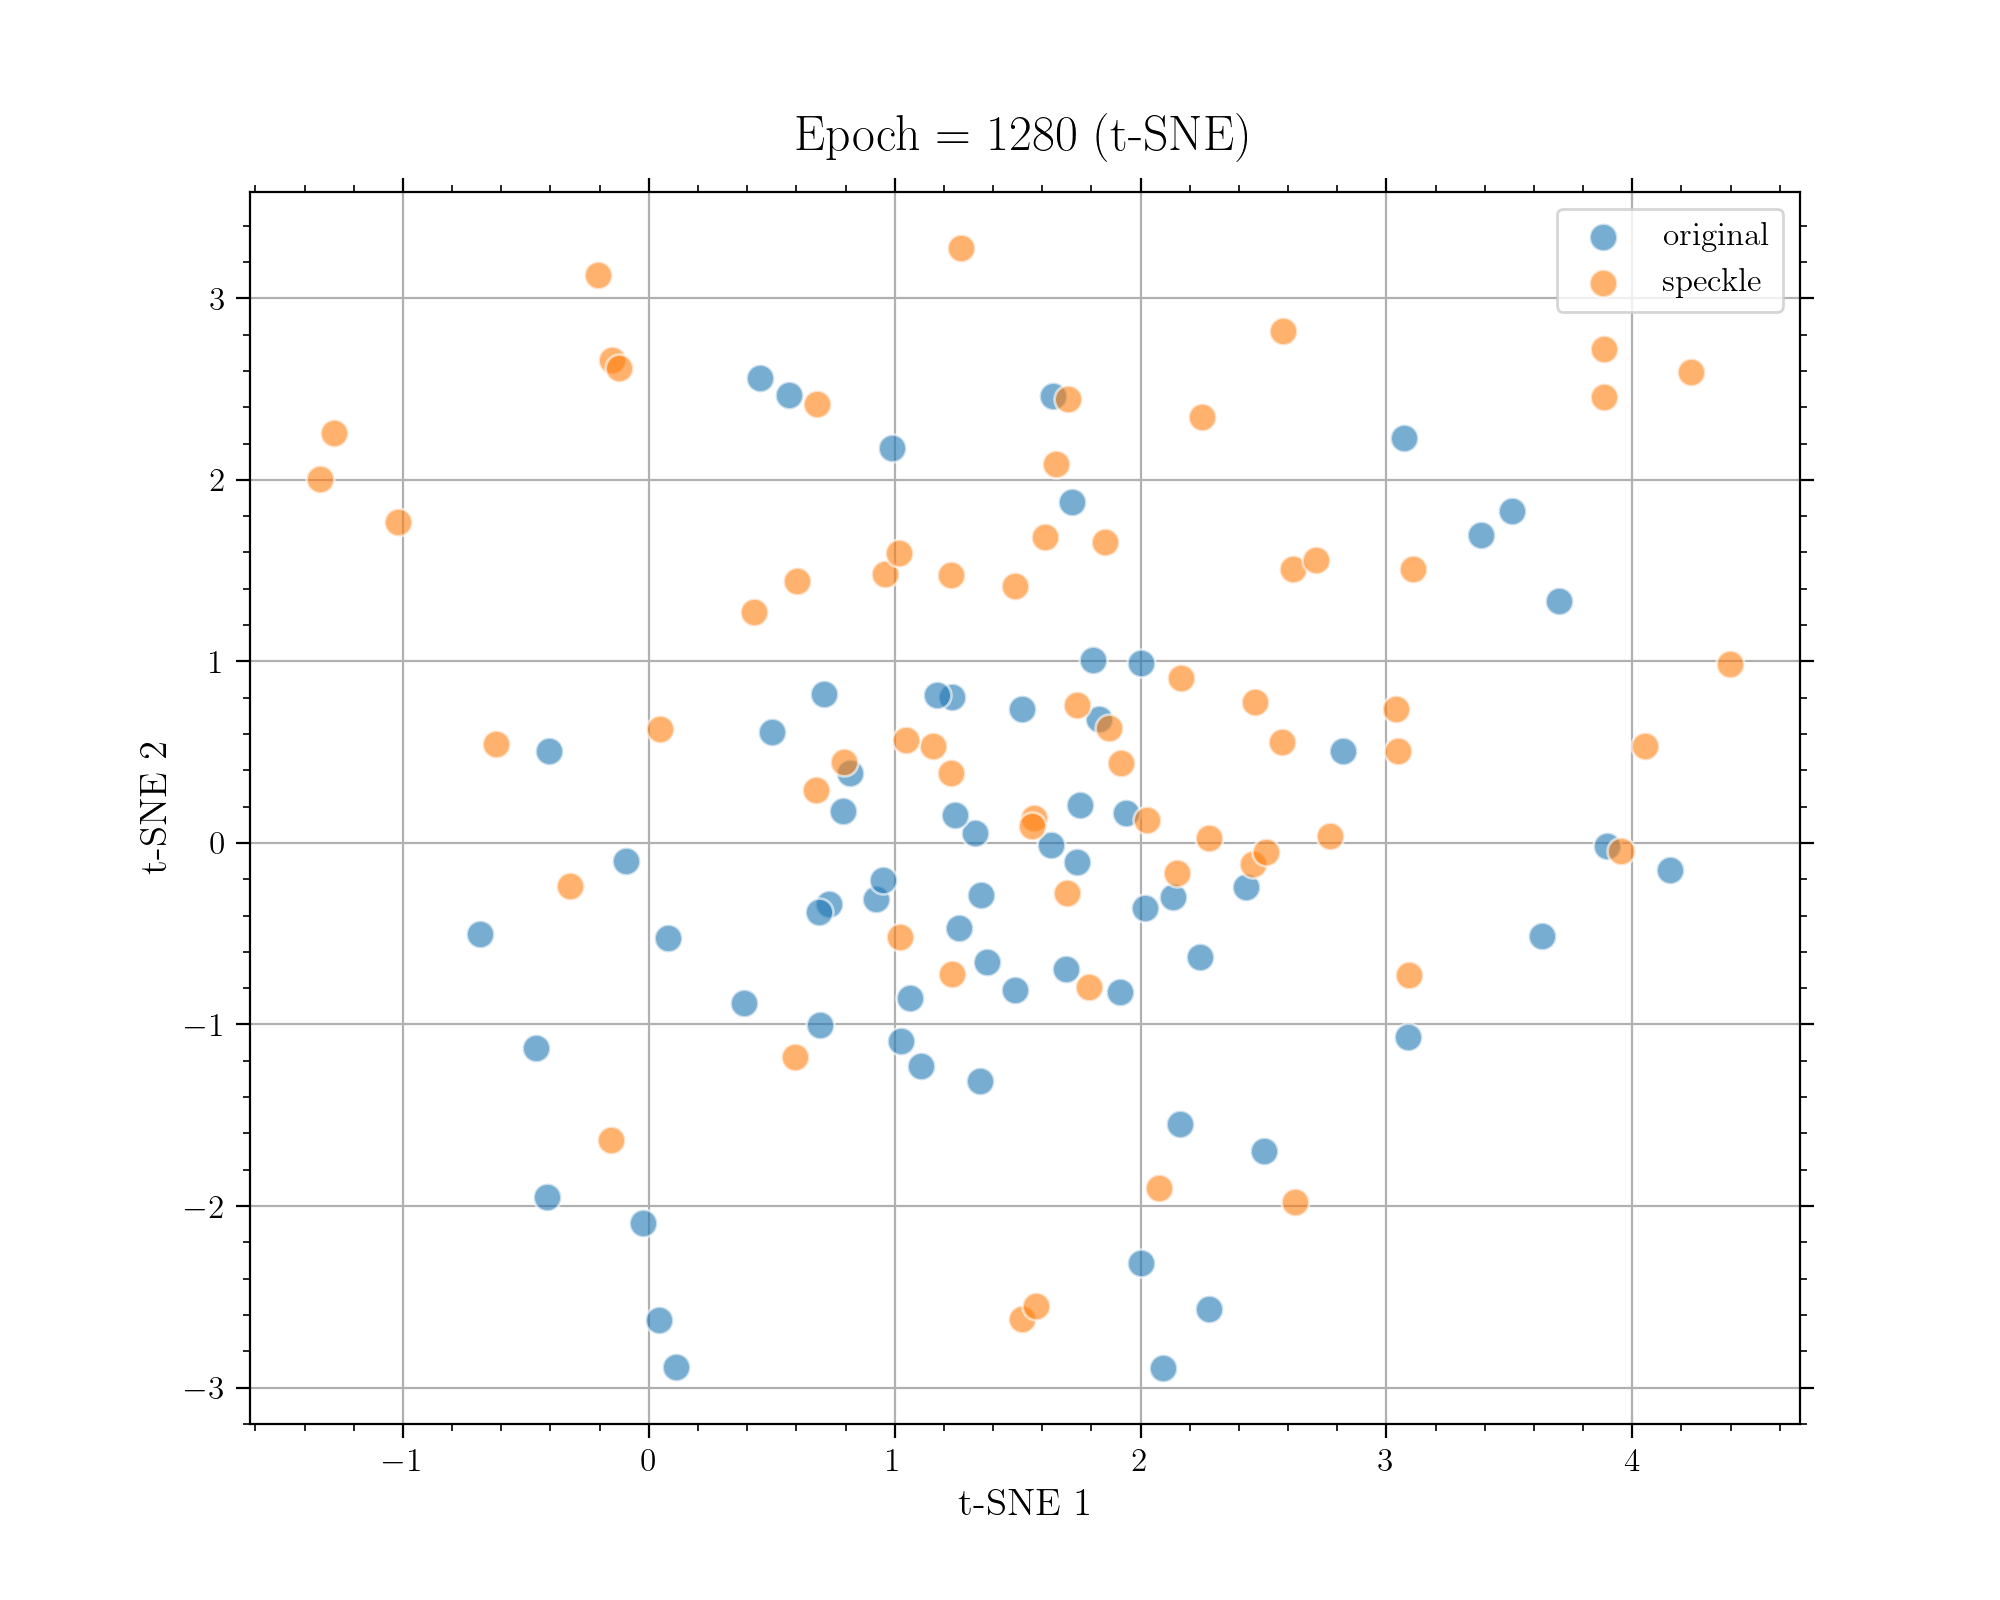 Epoch = 1280 (t-SNE)
original
speckle
3
2
1
0
−1
−2
−3
t-SNE 2
−1
0
1
2
3
4
t-SNE 1